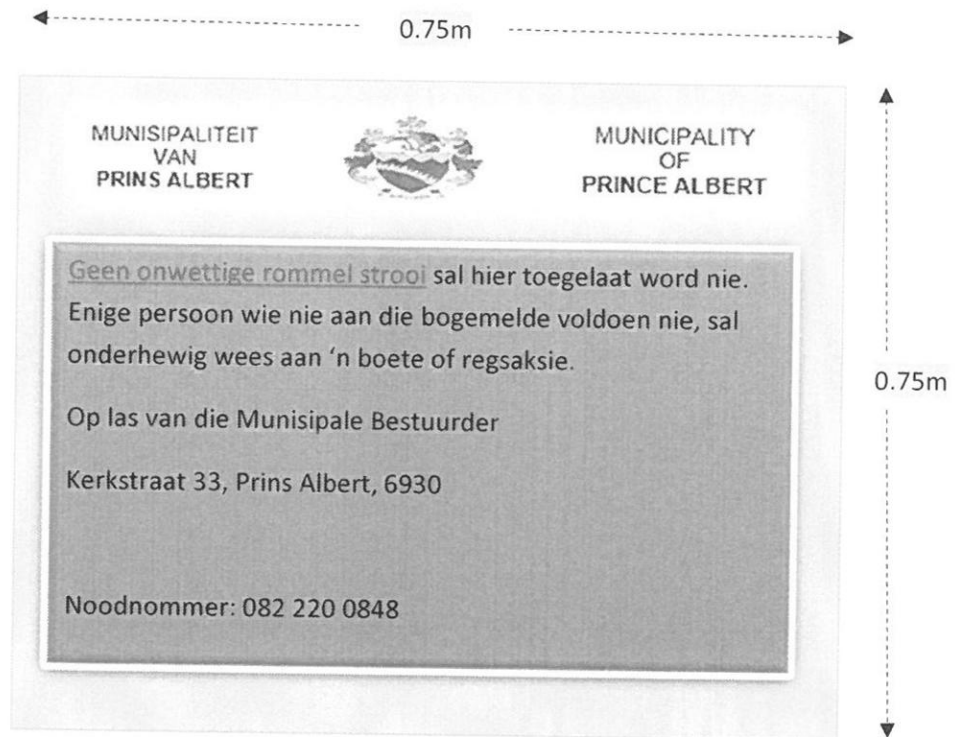 0.75m
MUNISIPALITEIT
VAN
PRINS ALBERT
MUNICIPALITY
OF
PRINCE ALBERT
Geen onwettige rommel strooi sal hier toegelaat word nie.
Enige persoon wie nie aan die bogemelde voldoen nie, sal
onderhewig wees aan ‘n boete of regsaksie.
Op las van die Munisipale Bestuurder
Kerkstraat 33, Prins Albert, 6930
Noodnommer: 082 220 0848
0.75m